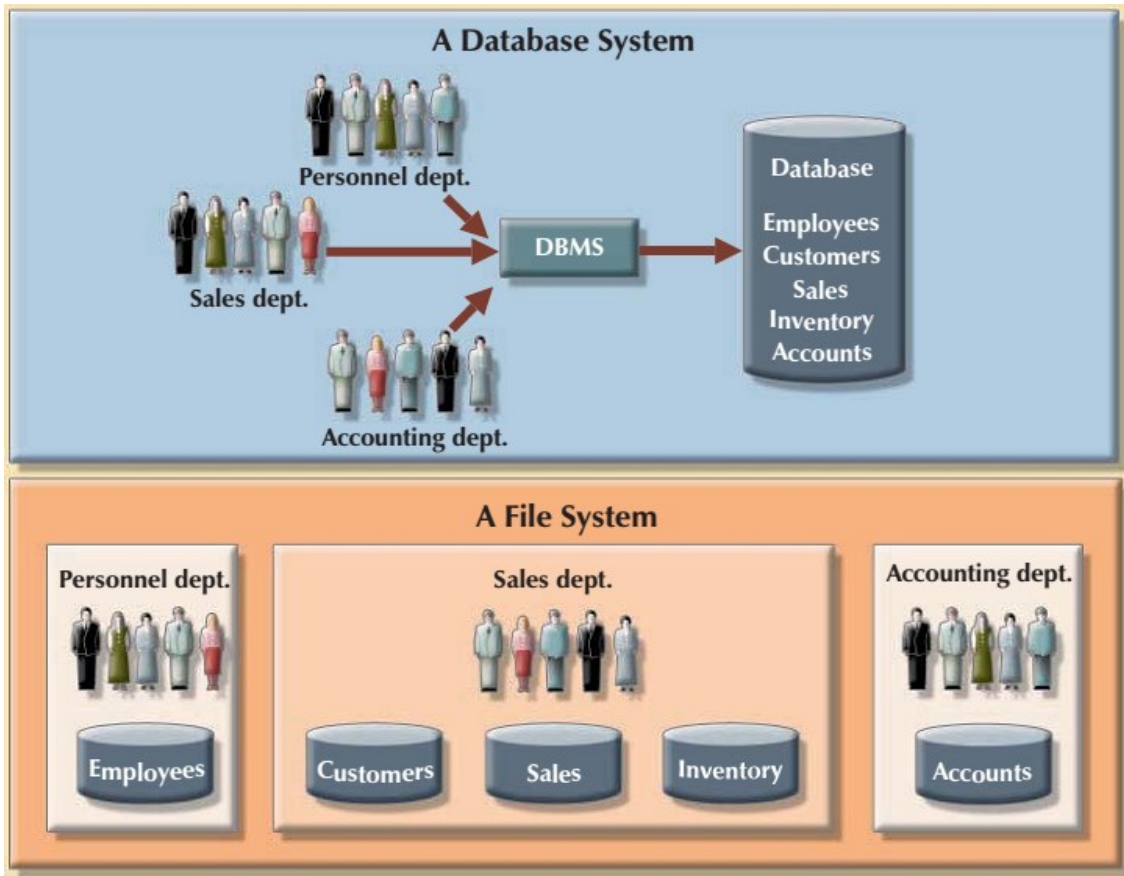 A Database System
Personnel dept.
Sales dept.
Accounting dept.
DBMS
Database
Employees
Customers
Sales
Inventory
Accounts
A File System
Personnel dept.
Employees
Sales dept.
Customers
Sales
Inventory
Accounting dept.
Accounts